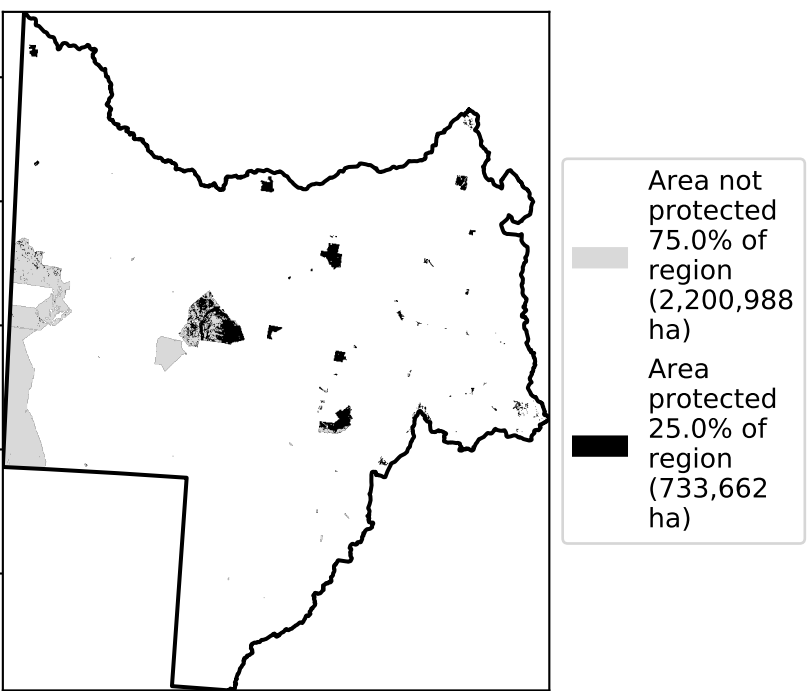 Area not
protected
75.0% of
region
(2,200,988
ha)
Area
protected
25.0% of
region
(733,662
ha)